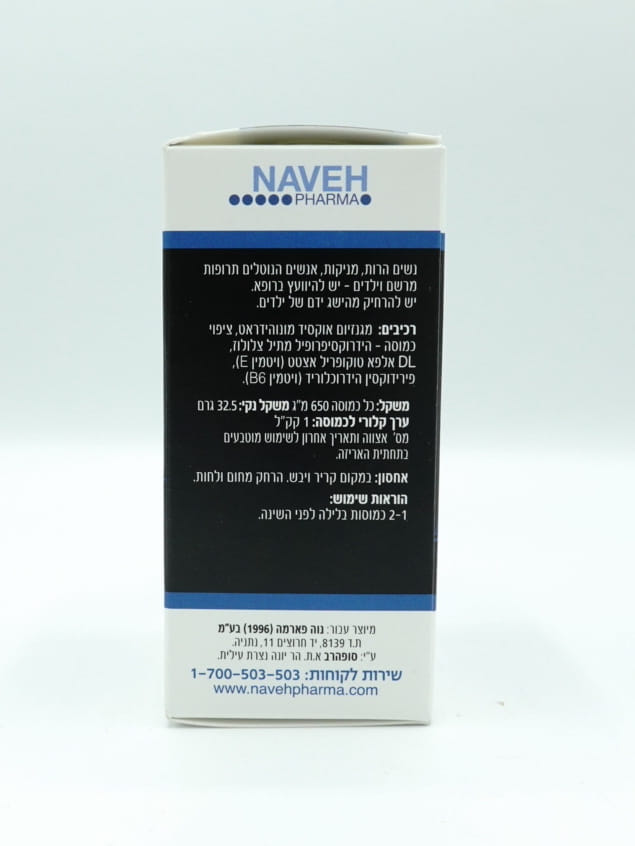 NAVEH
PHARMA
נשים הרות, מניקות, אנשים הנוטלים תרופות
מרשם וילדים - יש להיוועץ ברופא.
יש להרחיק מהישג ידם של ילדים.
רכיבים: מגנזיום אוקסיד מונוהידראט, ציפוי
כמוסה - הידרוקסיפרופיל מתיל צלולוז,
DL אלפא טוקופריל אצטט (ויטמין E),
פירידוקסין הידרוכלוריד (ויטמין B6).
משקל: כל כמוסה 650 מ"ג משקל נקי: 32.5 גרם
ערך קלורי לכמוסה: 1 קק"ל
מס' אצווה ותאריך אחרון לשימוש מוטבעים
בתחתית האריזה.
אחסון: במקום קריר ויבש. הרחק מחום ולחות.
הוראות שימוש:
2-1 כמוסות בלילה לפני השינה.
מיוצר עבור: נוה פארמה (1996) בע"מ
ת.ד 8139, יד חרוצים 11, נתניה.
ע"י: סופהרב א.ת. הר יונה נצרת עילית.
שירות לקוחות: 1-700-503-503
www.navehpharma.com